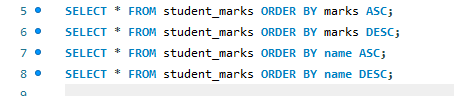 5 SELECT * FROM student_marks ORDER BY marks ASC;
6 SELECT * FROM student_marks ORDER BY marks DESC;
7 SELECT * FROM student_marks ORDER BY name ASC;
8 SELECT * FROM student_marks ORDER BY name DESC;
9